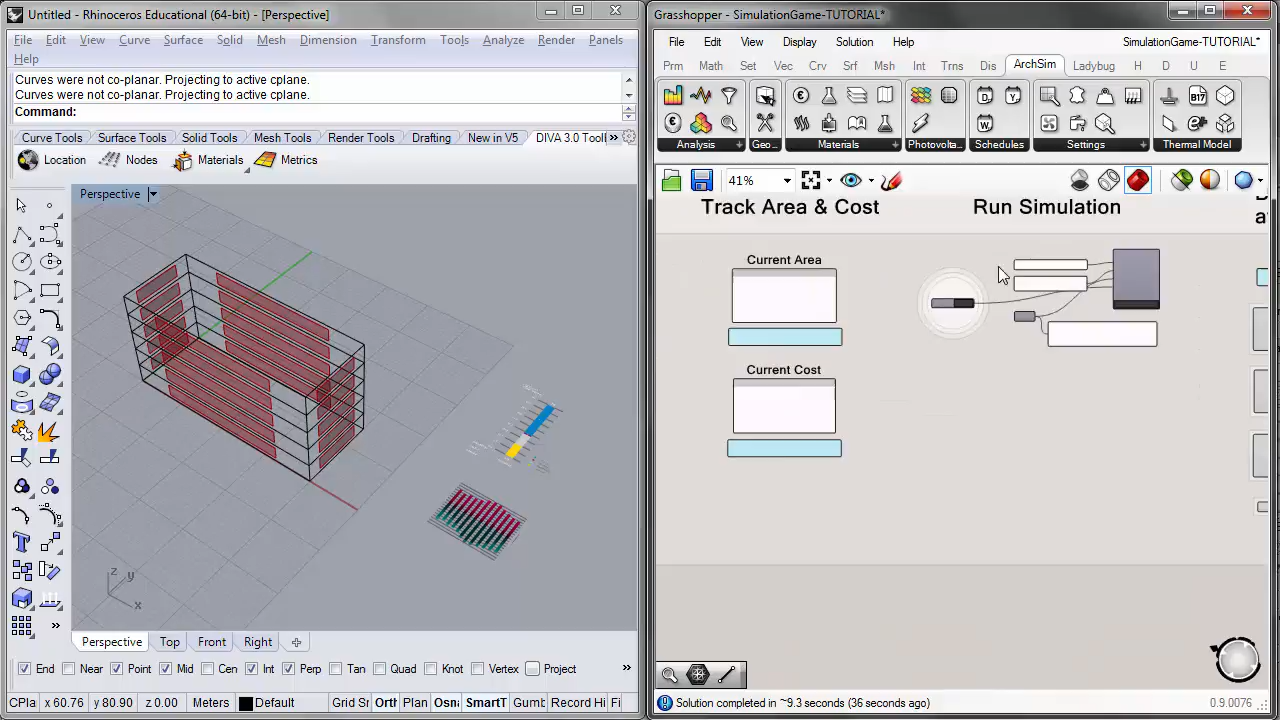 Untitled - Rhinoceros Educational (64-bit) - [Perspective]
File Edit View Curve Surface Solid Mesh Dimension Transform Tools Analyze Render Panels
Help
Curves were not co-planar. Projecting to active cplane.
Curves were not co-planar. Projecting to active cplane.
Command:
Curve Tools Surface Tools Solid Tools Mesh Tools Render Tools Drafting New in V5 DIVA 3.0 Tooll
Location Nodes Materials Metrics
Perspective
z
y
x
Perspective Top Front Right
End Near Point Mid Cen Int Perp Tan Quad Knot Vertex Project
CPla x 60.76 y 80.90 z 0.00 Meters Default Grid Sr Orth Plan Osna SmartT Gum Record Hi Fi
Grasshopper - SimulationGame-TUTORIAL*
File Edit View Display Solution Help SimulationGame-TUTORIAL*
Prm Math Set Vec Crv Srf Msh Int Trns Dis ArchSim Ladybug H D U E
Analysis Geo... Materials Photovolta... Schedules Settings Thermal Model
41%
Track Area & Cost Run Simulation
Current Area
Current Cost
Solution completed in ~9.3 seconds (36 seconds ago) 0.9.0076